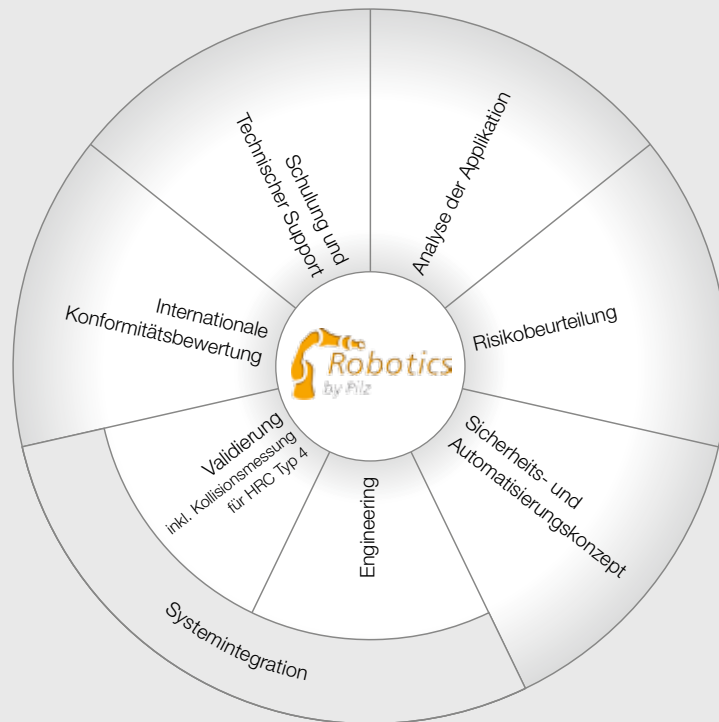 Analyse der Applikation
Risikobeurteilung
Sicherheits- und
Automatisierungskonzept
Engineering
Validierung
inkl. Kollisionsmessung
für HRC Typ 4
Systemintegration
Internationale
Konformitätsbewertung
Schulung und
Technischer Support
Robotics
by Pilz